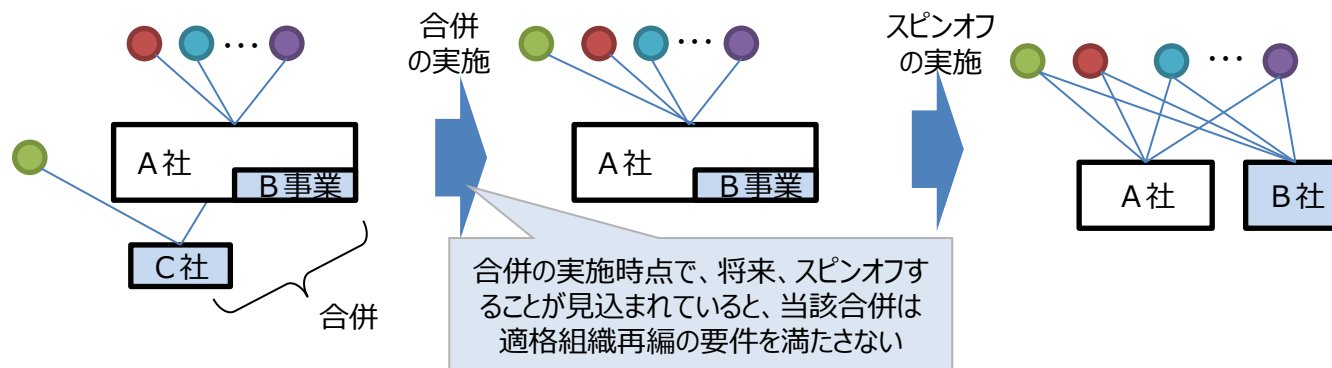 …
A社
B事業
C社
合併
合併
の実施
…
A社
B事業
合併の実施時点で、将来、スピンオフす
ることが見込まれていると、当該合併は
適格組織再編の要件を満たさない
スピンオフ
の実施
…
A社
B社